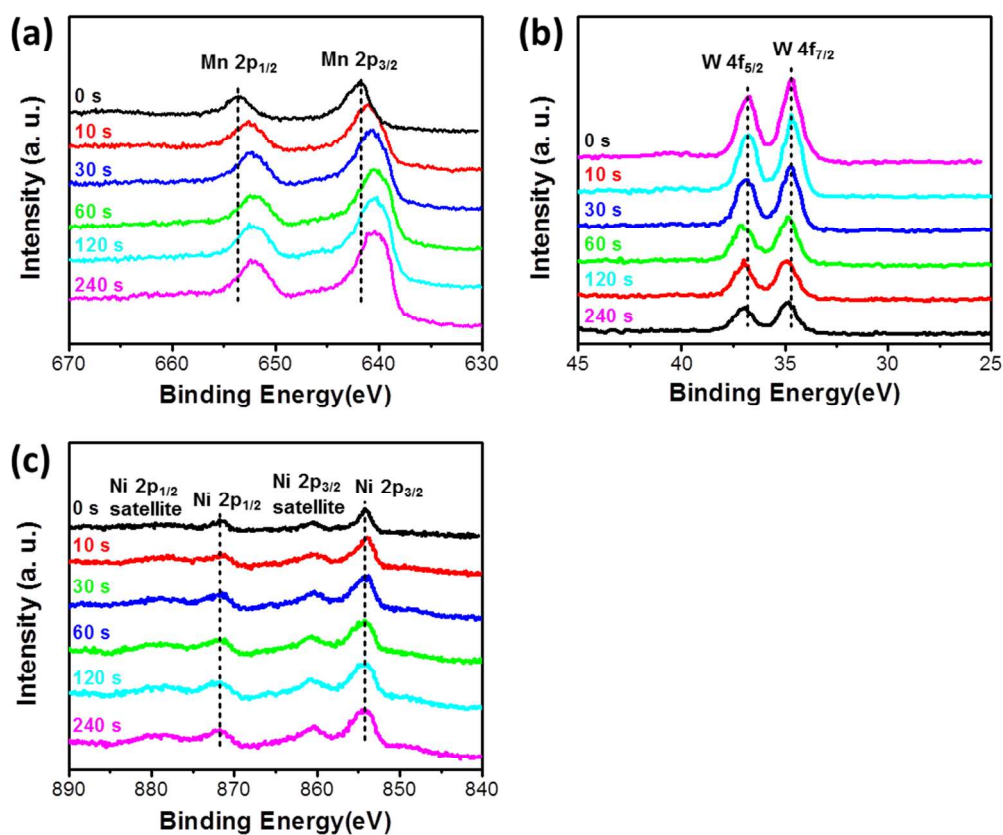 (a)
Mn 2p1/2 Mn 2p3/2
0 s
10 s
30 s
60 s
120 s
240 s
Intensity (a. u.)
670 660 650 640 630
Binding Energy(eV)
(b)
W 4f5/2 W 4f7/2
0 s
10 s
30 s
60 s
120 s
240 s
Intensity (a. u.)
45 40 35 30 25
Binding Energy(eV)
(c)
Ni 2p1/2 satellite Ni 2p1/2 Ni 2p3/2 satellite Ni 2p3/2
0 s
10 s
30 s
60 s
120 s
240 s
Intensity (a. u.)
890 880 870 860 850 840
Binding Energy(eV)